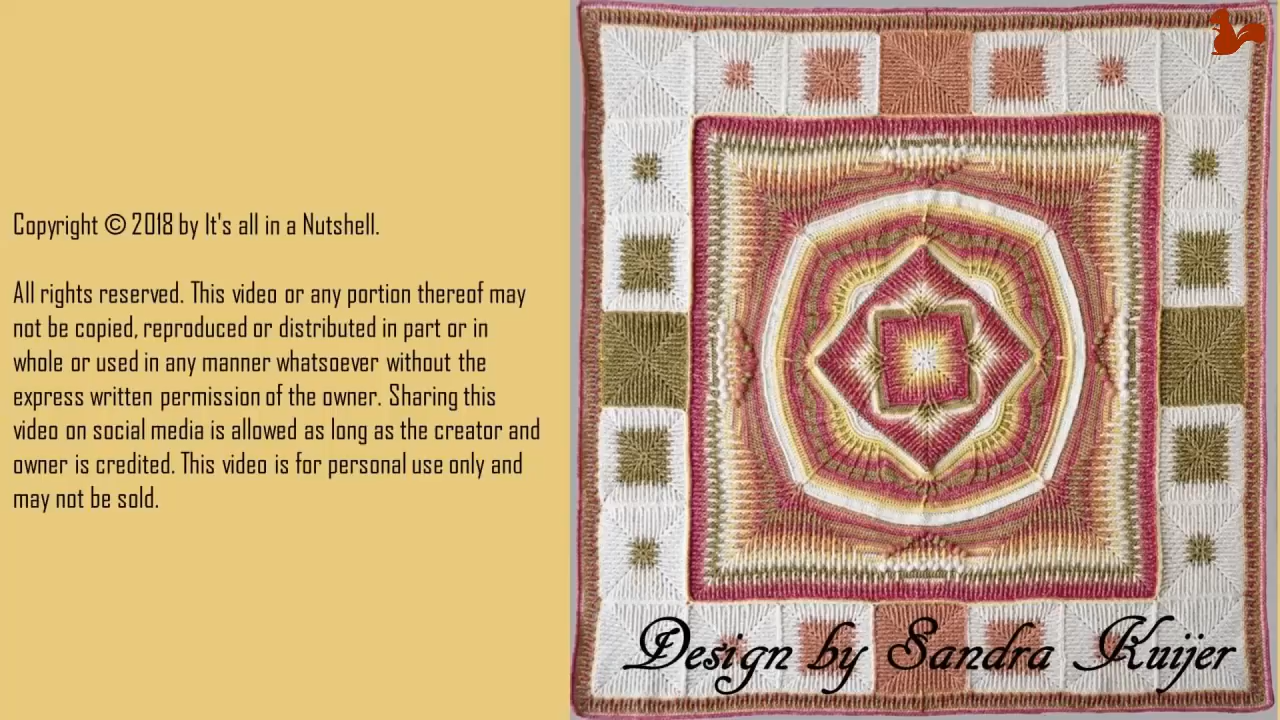 Copyright © 2018 by It's all in a Nutshell.
All rights reserved. This video or any portion thereof may
not be copied, reproduced or distributed in part or in
whole or used in any manner whatsoever without the
express written permission of the owner. Sharing this
video on social media is allowed as long as the creator and
owner is credited. This video is for personal use only and
may not be sold.
Design by Sandra Kuijer